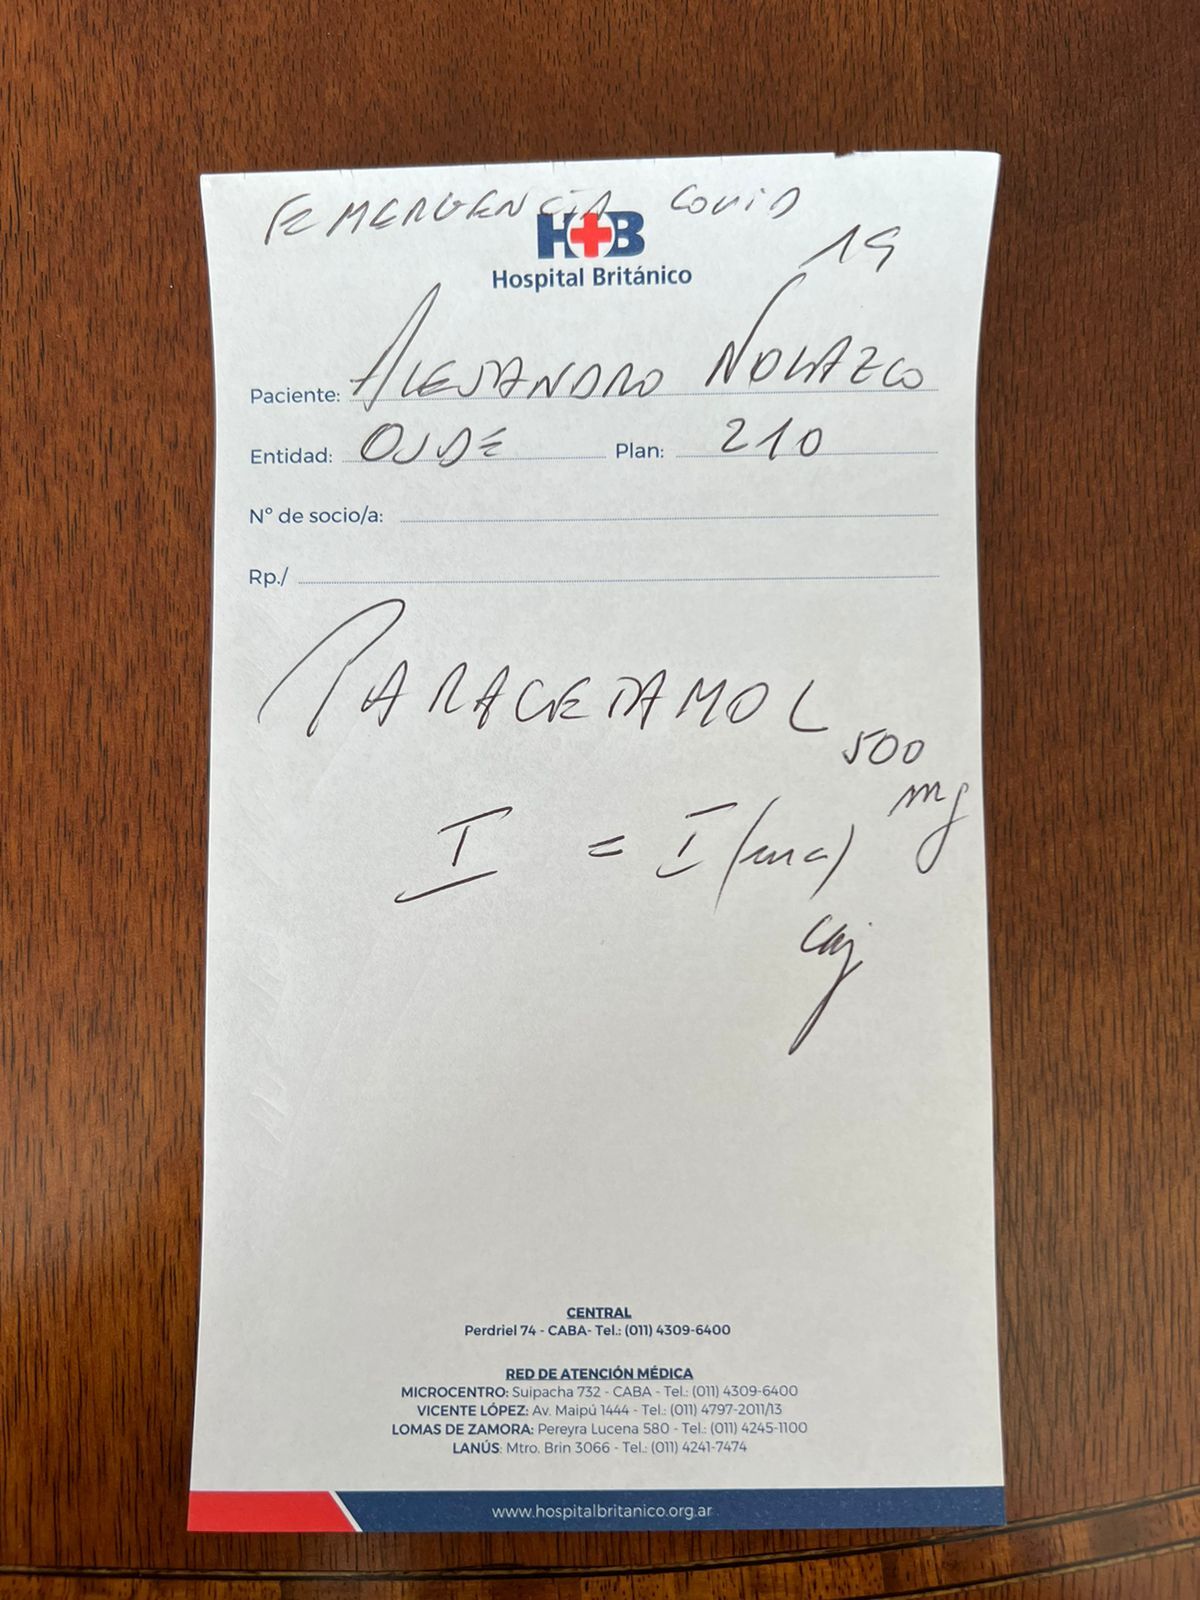 EMERGENCIA COVID
19
H+B
Hospital Británico
Paciente: ALEJANDRO NOLAZCO
Entidad: OSDE Plan: 210
N° de socio/a:
Rp./
PARACETAMOL
500
mg
I = I (una)
caj
CENTRAL
Perdriel 74 - CABA- Tel.: (011) 4309-6400
RED DE ATENCIÓN MÉDICA
MICROCENTRO: Suipacha 732 - CABA - Tel.: (011) 4309-6400
VICENTE LÓPEZ: Av. Maipú 1444 - Tel.: (011) 4797-2011/13
LOMAS DE ZAMORA: Pereyra Lucena 580 - Tel.: (011) 4245-1100
LANÚS: Mtro. Brin 3066 - Tel.: (011) 4241-7474
www.hospitalbritanico.org.ar